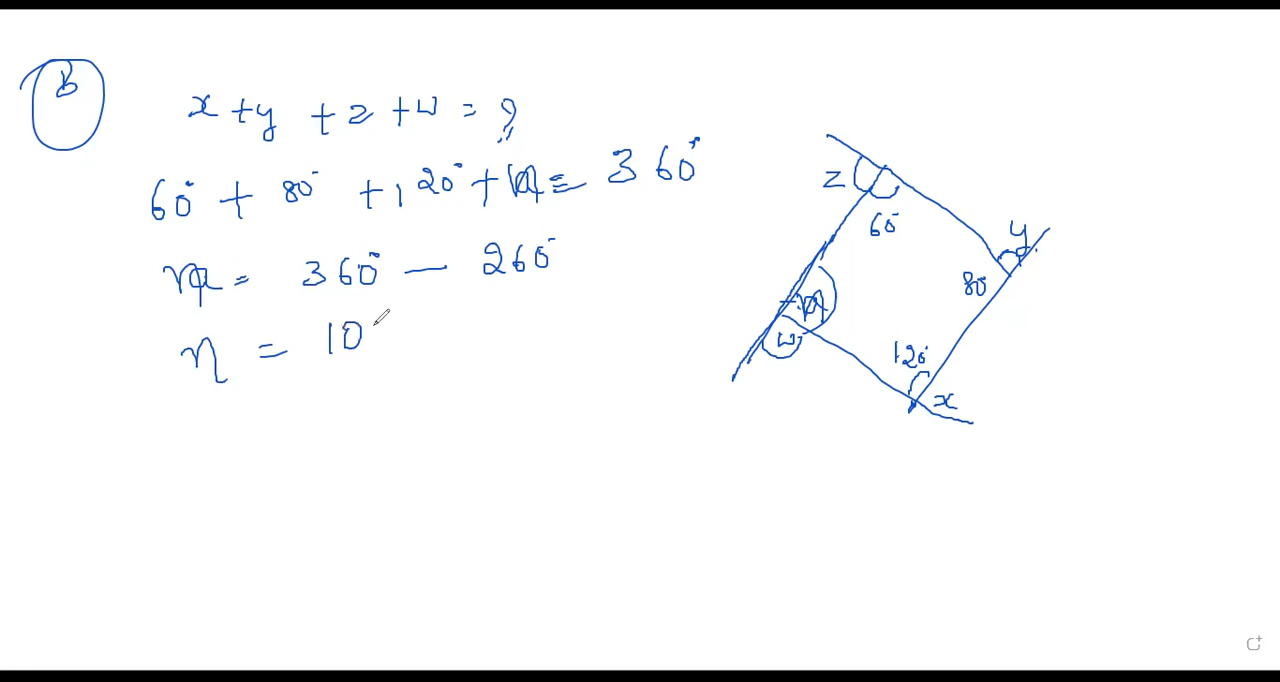 b
x + y + z + w = ?
60° + 80° + 120° + n = 360°
n = 360° - 260°
n = 10
z
60°
y
80°
n
w
120°
x